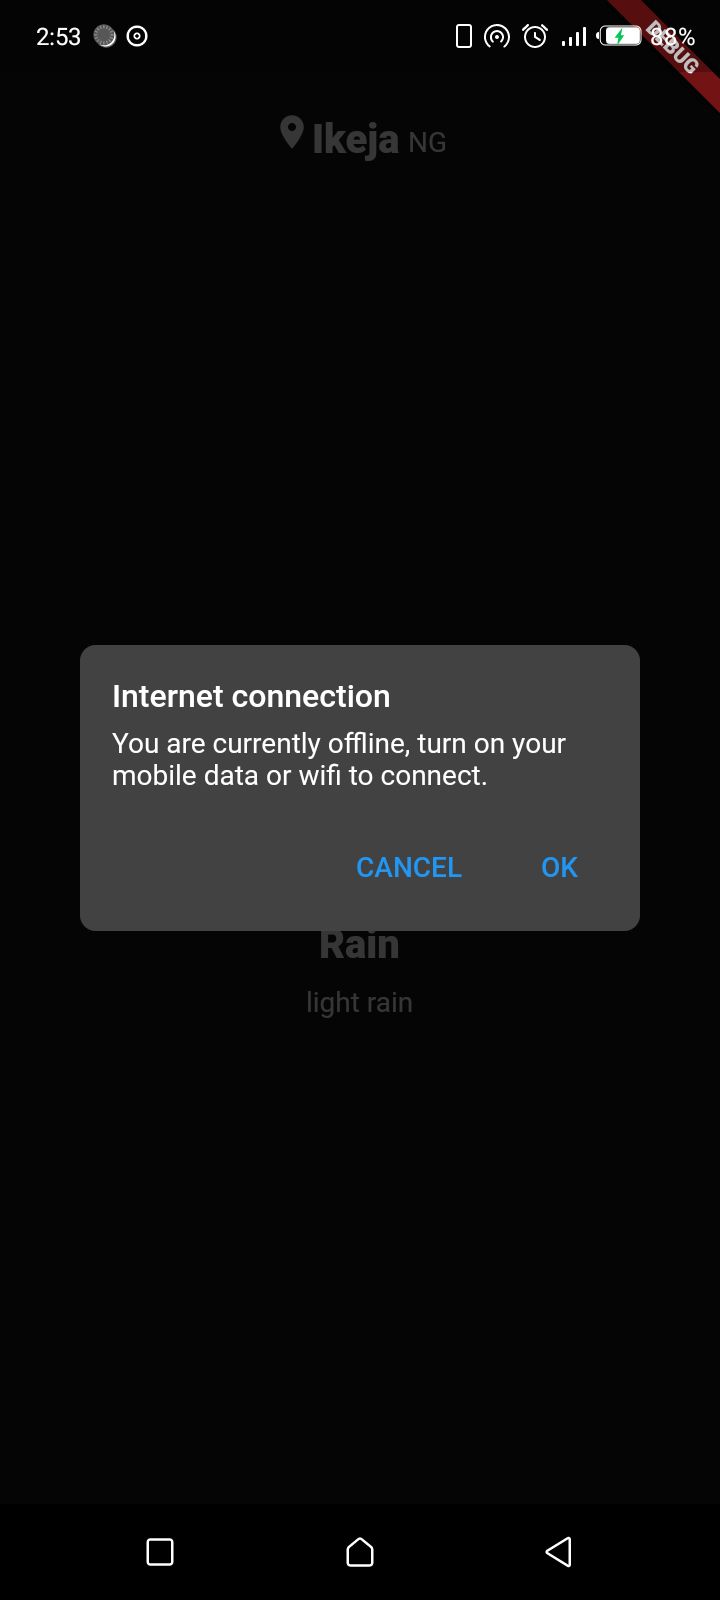 2:53
88%
DEBUG
Ikeja NG
Internet connection
You are currently offline, turn on your
mobile data or wifi to connect.
CANCEL OK
Rain
light rain